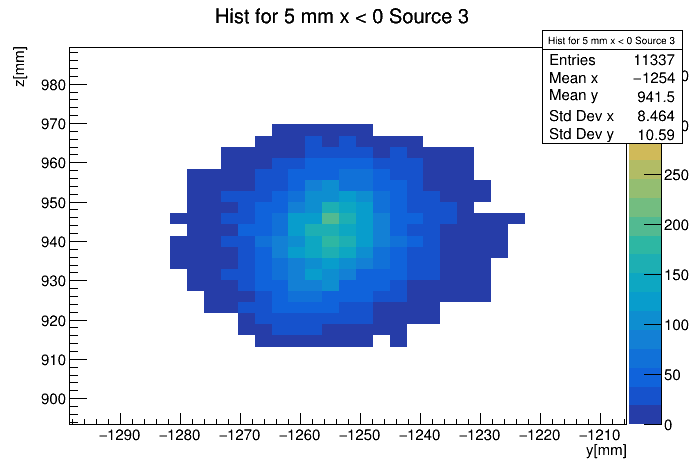 Hist for 5 mm x < 0 Source 3
z[mm]
Hist for 5 mm x < 0 Source 3
Entries 11337
Mean x −1254
Mean y 941.5
Std Dev x 8.464
Std Dev y 10.59
980
970
960
950
940
930
920
910
900
250
200
150
100
50
0
−1290 −1280 −1270 −1260 −1250 −1240 −1230 −1220 −1210
y[mm]